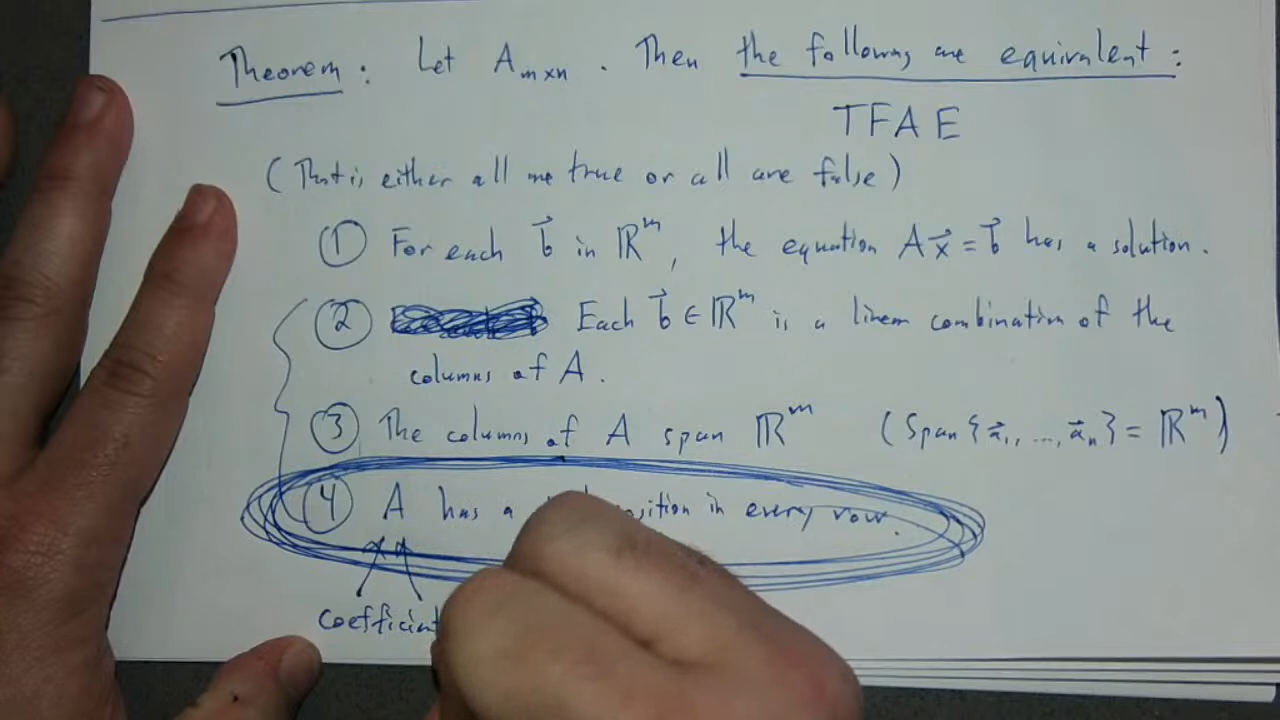 Theorem: Let A m×n . Then the following are equivalent:
TFAE
(That is either all are true or all are false)
① For each b⃗ in ℝᵐ, the equation Ax⃗ = b⃗ has a solution.
② Each b⃗ ∈ ℝᵐ is a linear combination of the
columns of A.
③ The columns of A span ℝᵐ (Span{a⃗₁, ..., a⃗ₙ} = ℝᵐ)
④ A has a in every row.
coefficient